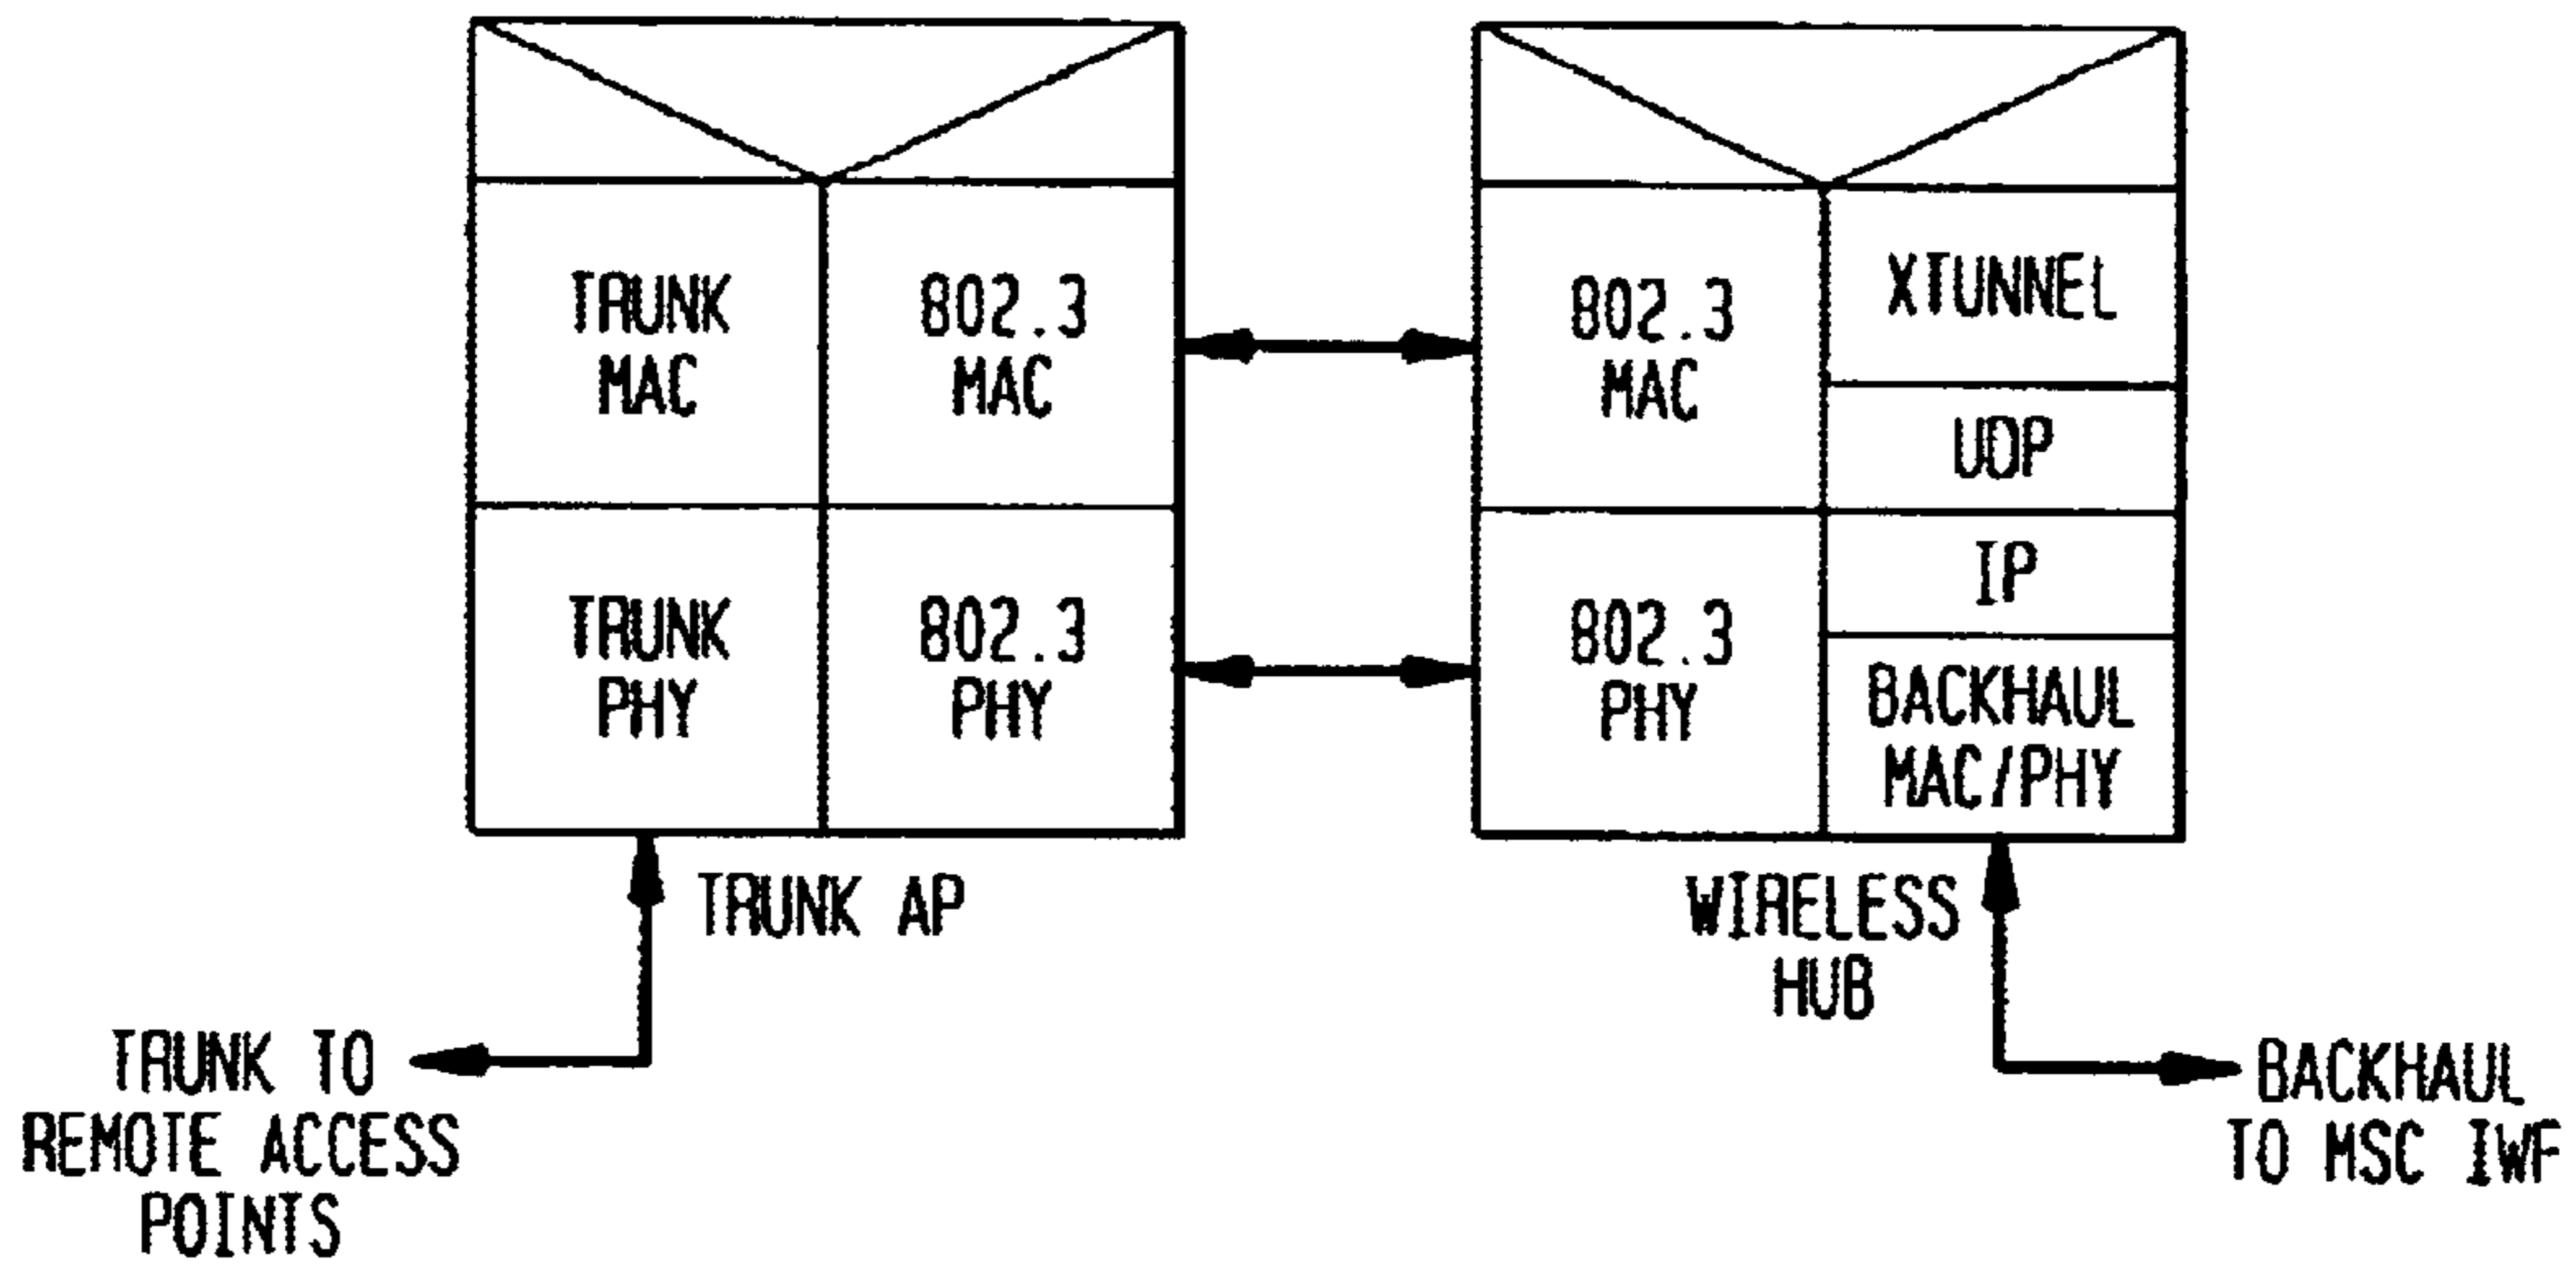 TRUNK
MAC
802.3
MAC
TRUNK
PHY
802.3
PHY
802.3
MAC
XTUNNEL
UDP
802.3
PHY
IP
BACKHAUL
MAC/PHY
TRUNK AP
WIRELESS
HUB
TRUNK TO
REMOTE ACCESS
POINTS
BACKHAUL
TO MSC IWF